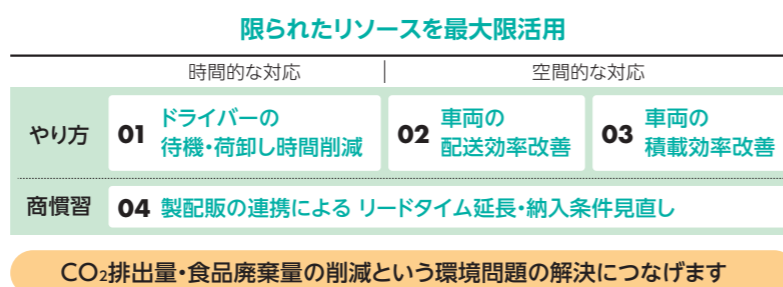 限られたリソースを最大限活用
時間的な対応
空間的な対応
やり方
01 ドライバーの
待機・荷卸し時間削減
02 車両の
配送効率改善
03 車両の
積載効率改善
商慣習
04 製配販の連携による リードタイム延長・納入条件見直し
CO₂排出量・食品廃棄量の削減という環境問題の解決につなげます